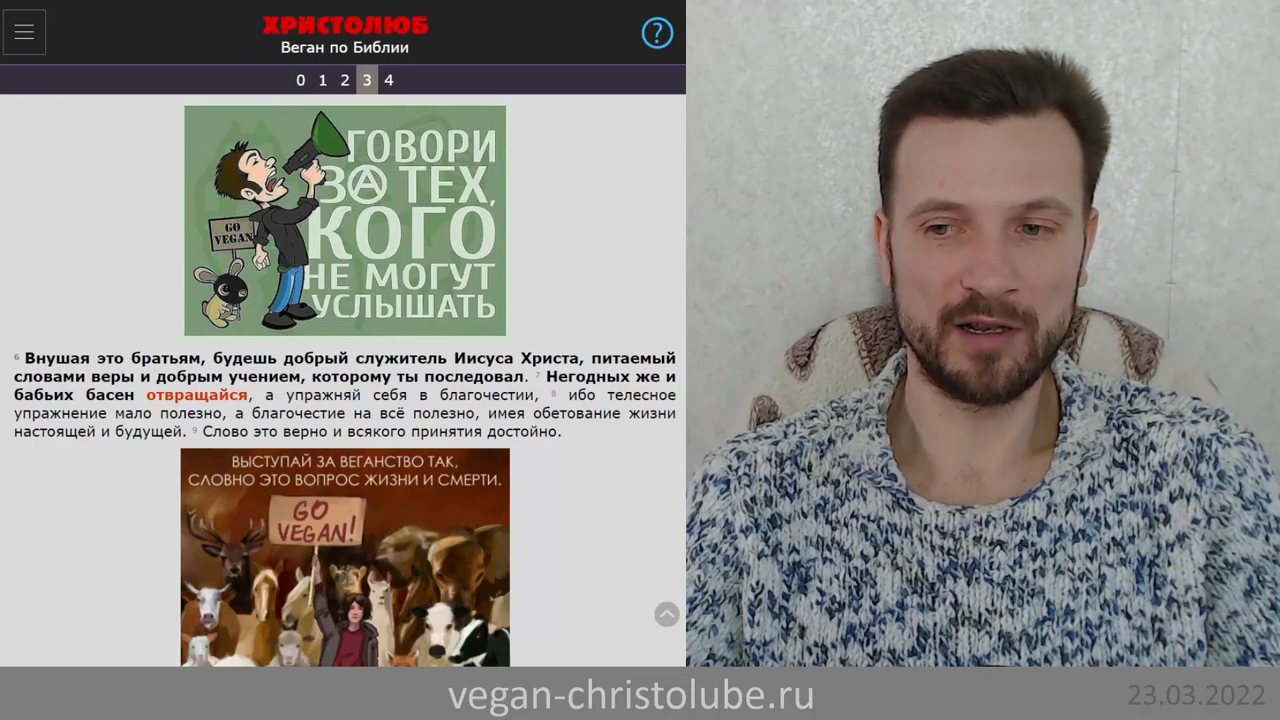 ХРИСТОЛЮБ
Веган по Библии
?
0 1 2 3 4
ГОВОРИ
ЗА ТЕХ,
КОГО
НЕ МОГУТ
УСЛЫШАТЬ
GO
VEGAN
6 Внушая это братьям, будешь добрый служитель Иисуса Христа, питаемый
словами веры и добрым учением, которому ты последовал. 7 Негодных же и
бабьих басен отвращайся, а упражняй себя в благочестии, 8 ибо телесное
упражнение мало полезно, а благочестие на всё полезно, имея обетование жизни
настоящей и будущей. 9 Слово это верно и всякого принятия достойно.
ВЫСТУПАЙ ЗА ВЕГАНСТВО ТАК,
СЛОВНО ЭТО ВОПРОС ЖИЗНИ И СМЕРТИ.
GO
VEGAN!
vegan-christolube.ru
23.03.2022